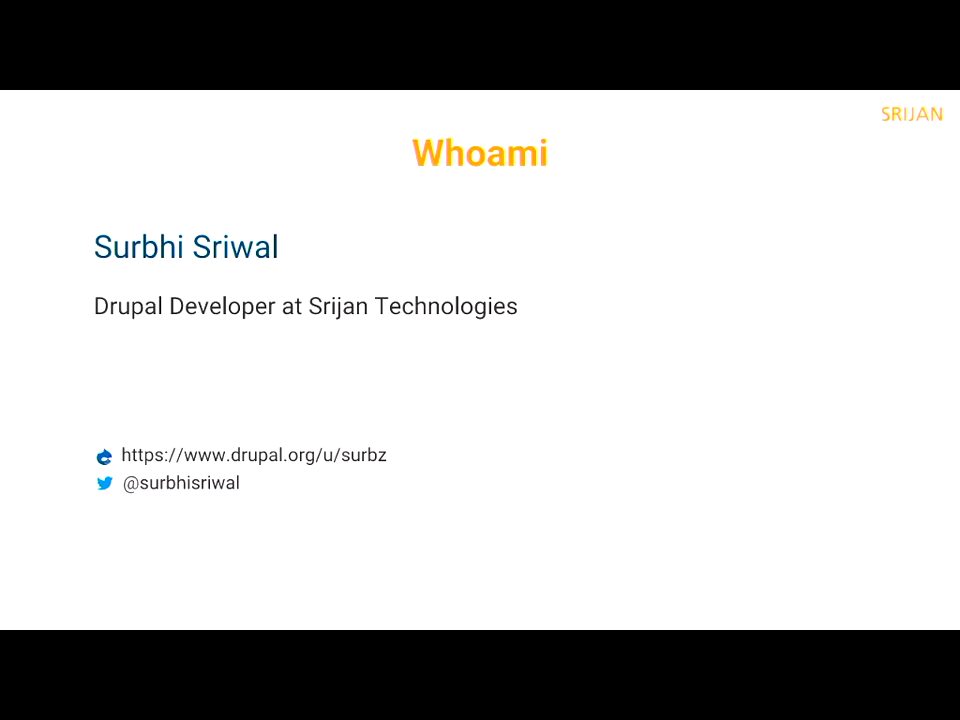 SRIJAN
Whoami
Surbhi Sriwal
Drupal Developer at Srijan Technologies
https://www.drupal.org/u/surbz
@surbhisriwal